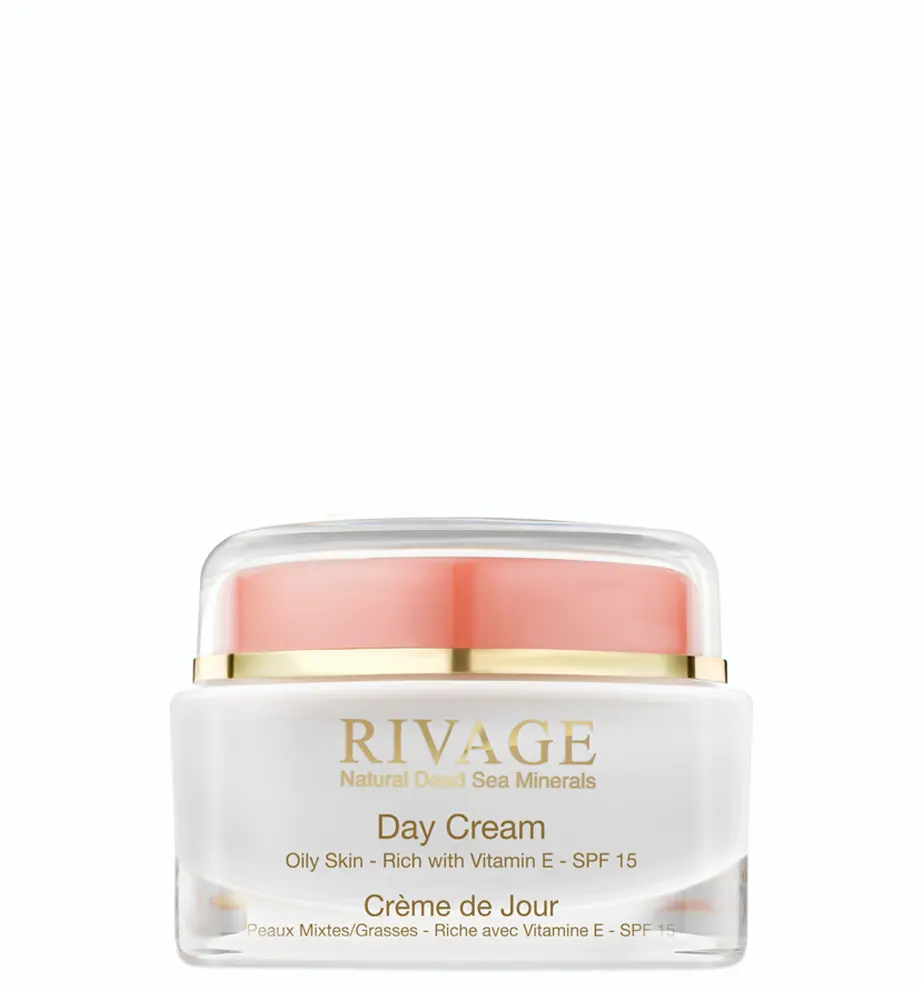 RIVAGE
Natural Dead Sea Minerals
Day Cream
Oily Skin - Rich with Vitamin E - SPF 15
Crème de Jour
Peaux Mixtes/Grasses - Riche avec Vitamine E - SPF 15